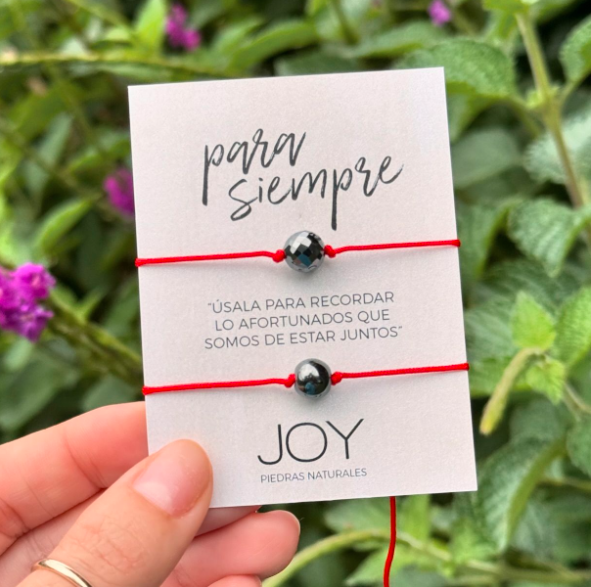 para
siempre
"ÚSALA PARA RECORDAR
LO AFORTUNADOS QUE
SOMOS DE ESTAR JUNTOS"
JOY
PIEDRAS NATURALES